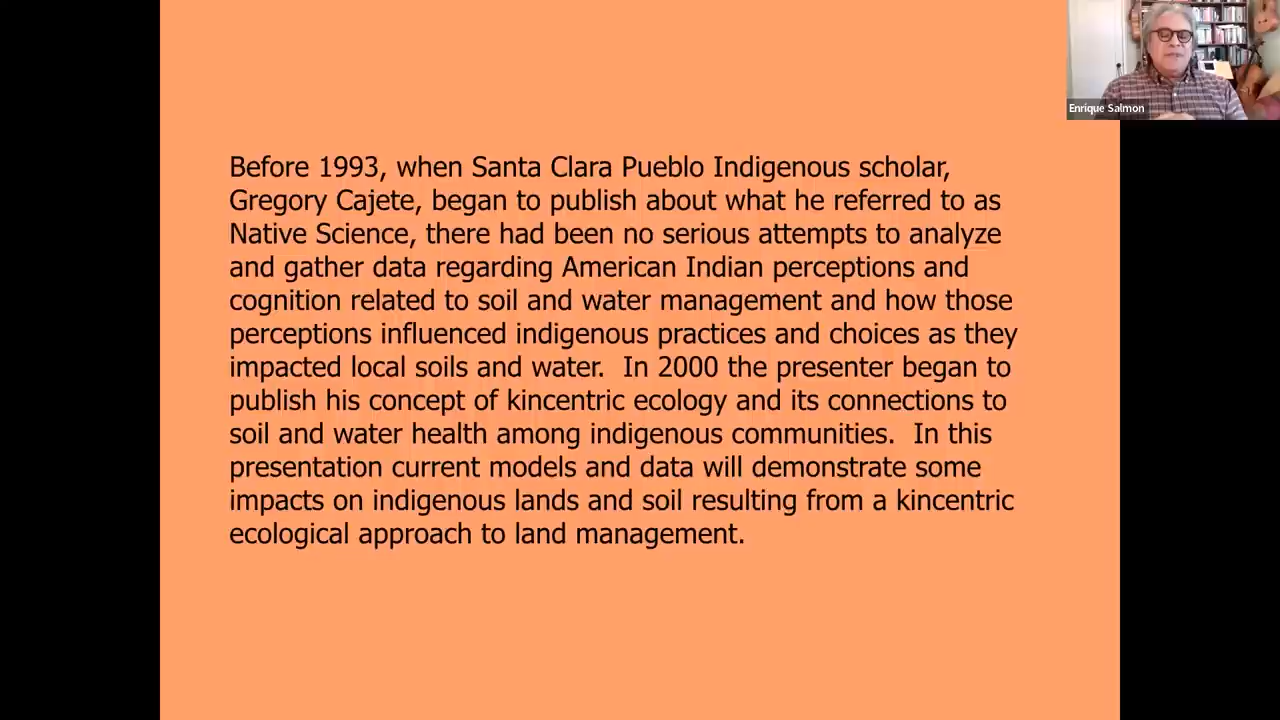 Enrique Salmon
Before 1993, when Santa Clara Pueblo Indigenous scholar,
Gregory Cajete, began to publish about what he referred to as
Native Science, there had been no serious attempts to analyze
and gather data regarding American Indian perceptions and
cognition related to soil and water management and how those
perceptions influenced indigenous practices and choices as they
impacted local soils and water.  In 2000 the presenter began to
publish his concept of kincentric ecology and its connections to
soil and water health among indigenous communities.  In this
presentation current models and data will demonstrate some
impacts on indigenous lands and soil resulting from a kincentric
ecological approach to land management.